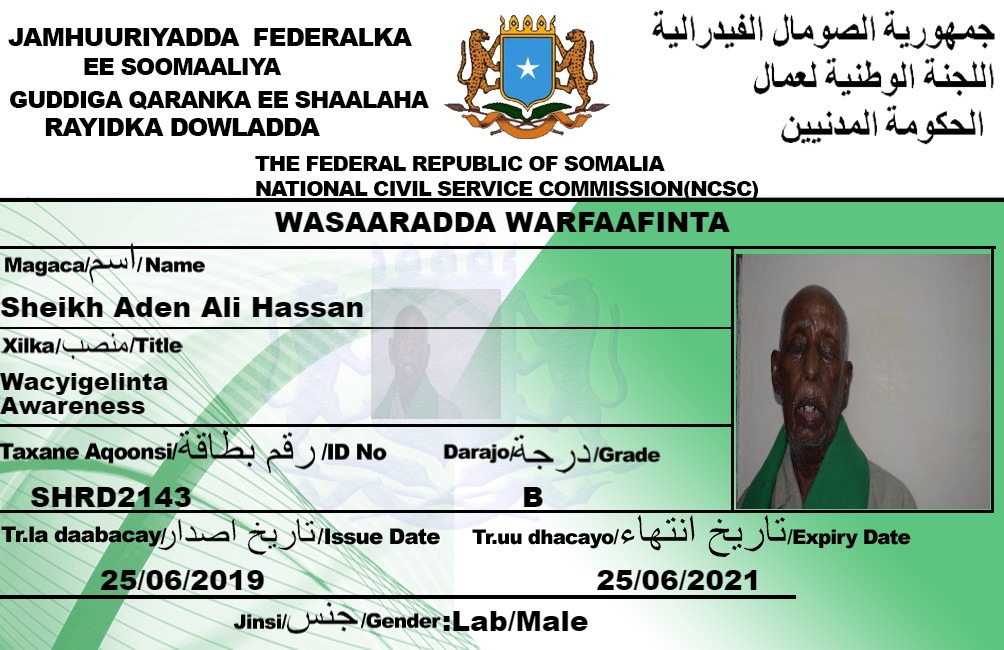 JAMHUURIYADDA FEDERALKA
EE SOOMAALIYA
GUDDIGA QARANKA EE SHAALAHA
RAYIDKA DOWLADDA
جمهورية الصومال الفيدرالية
اللجنة الوطنية لعمال
الحكومة المدنيين
THE FEDERAL REPUBLIC OF SOMALIA
NATIONAL CIVIL SERVICE COMMISSION(NCSC)
WASAARADDA WARFAAFINTA
Magaca/اسم/Name
Sheikh Aden Ali Hassan
Xilka/منصب/Title
Wacyigelinta
Awareness
Taxane Aqoonsi/رقم بطاقة/ID No
SHRD2143
Darajo/درجة/Grade
B
Tr.la daabacay/تاريخ اصدار/Issue Date
25/06/2019
Tr.uu dhacayo/تاريخ انتهاء/Expiry Date
25/06/2021
Jinsi/جنس/Gender:Lab/Male